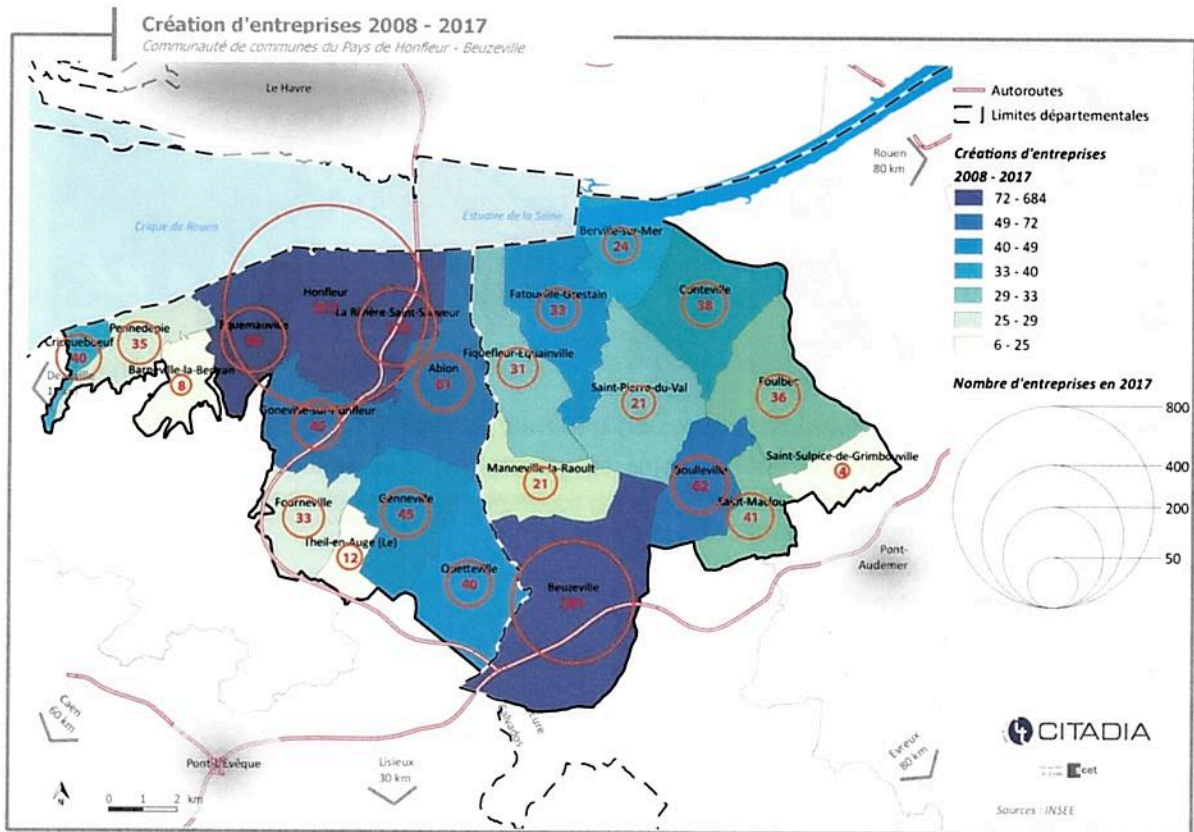 Création d'entreprises 2008 - 2017
Communauté de communes du Pays de Honfleur - Beuzeville
Le Havre
Autoroutes
Limites départementales
Rouen
80 km
Créations d'entreprises
2008 - 2017
72 - 684
49 - 72
40 - 49
33 - 40
29 - 33
25 - 29
6 - 25
Crique de Rouen
Estuaire de la Seine
Berville-sur-Mer
24
Honfleur
La Rivière-Saint-Sauveur
Fatouville-Grestain
33
Conteville
38
Equemauville
Pennedepie
35
Cricqueboeuf
40
Barneville-la-Bertran
8
Ablon
61
Fiquefleur-Equainville
31
Saint-Pierre-du-Val
21
Foulbec
36
Nombre d'entreprises en 2017
800
400
200
50
Gonneville-sur-Honfleur
Manneville-la-Raoult
21
Boulleville
62
Saint-Sulpice-de-Grimbouville
4
Saint-Maclou
41
Fourneville
33
Genneville
45
Theil-en-Auge (Le)
12
Quetteville
40
Beuzeville
Pont-
Audemer
Caen
60 km
Pont-L'Evêque
Lisieux
30 km
Calvados
Eure
Evreux
80 km
CITADIA
cet
N
0 1 2 km
Sources : INSEE